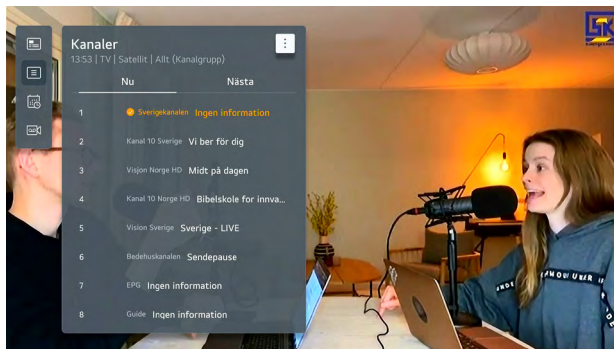 Kanaler
13:53 | TV | Satellit | Allt (Kanalgrupp)
Nu Nästa
1 Sverigekanalen Ingen information
2 Kanal 10 Sverige Vi ber för dig
3 Visjon Norge HD Midt på dagen
4 Kanal 10 Norge HD Bibelskole for innva...
5 Vision Sverige Sverige - LIVE
6 Bedehuskanalen Sendepause
7 EPG Ingen information
8 Guide Ingen information